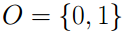 O = {0, 1}